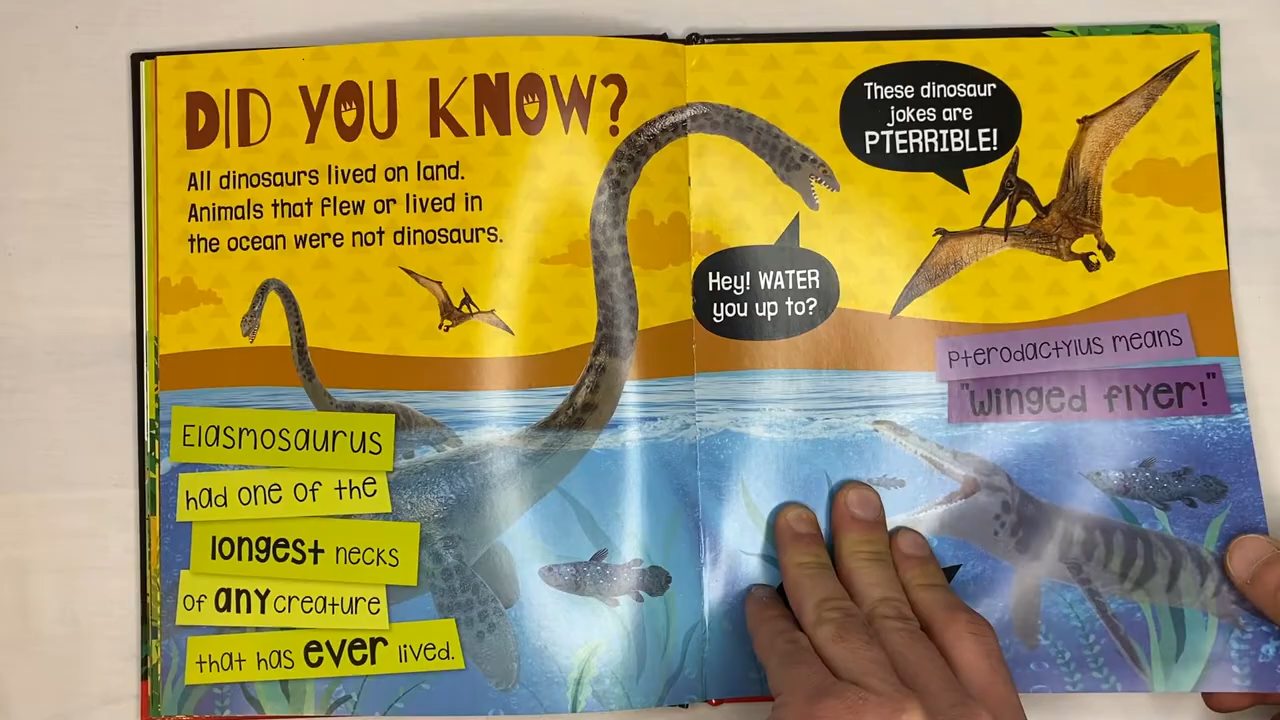 DID YOU KNOW?
All dinosaurs lived on land.
Animals that flew or lived in
the ocean were not dinosaurs.
These dinosaur
jokes are
PTERRIBLE!
Hey! WATER
you up to?
Pterodactylus means
"winged flyer!"
Elasmosaurus
had one of the
longest necks
of any creature
that has ever lived.